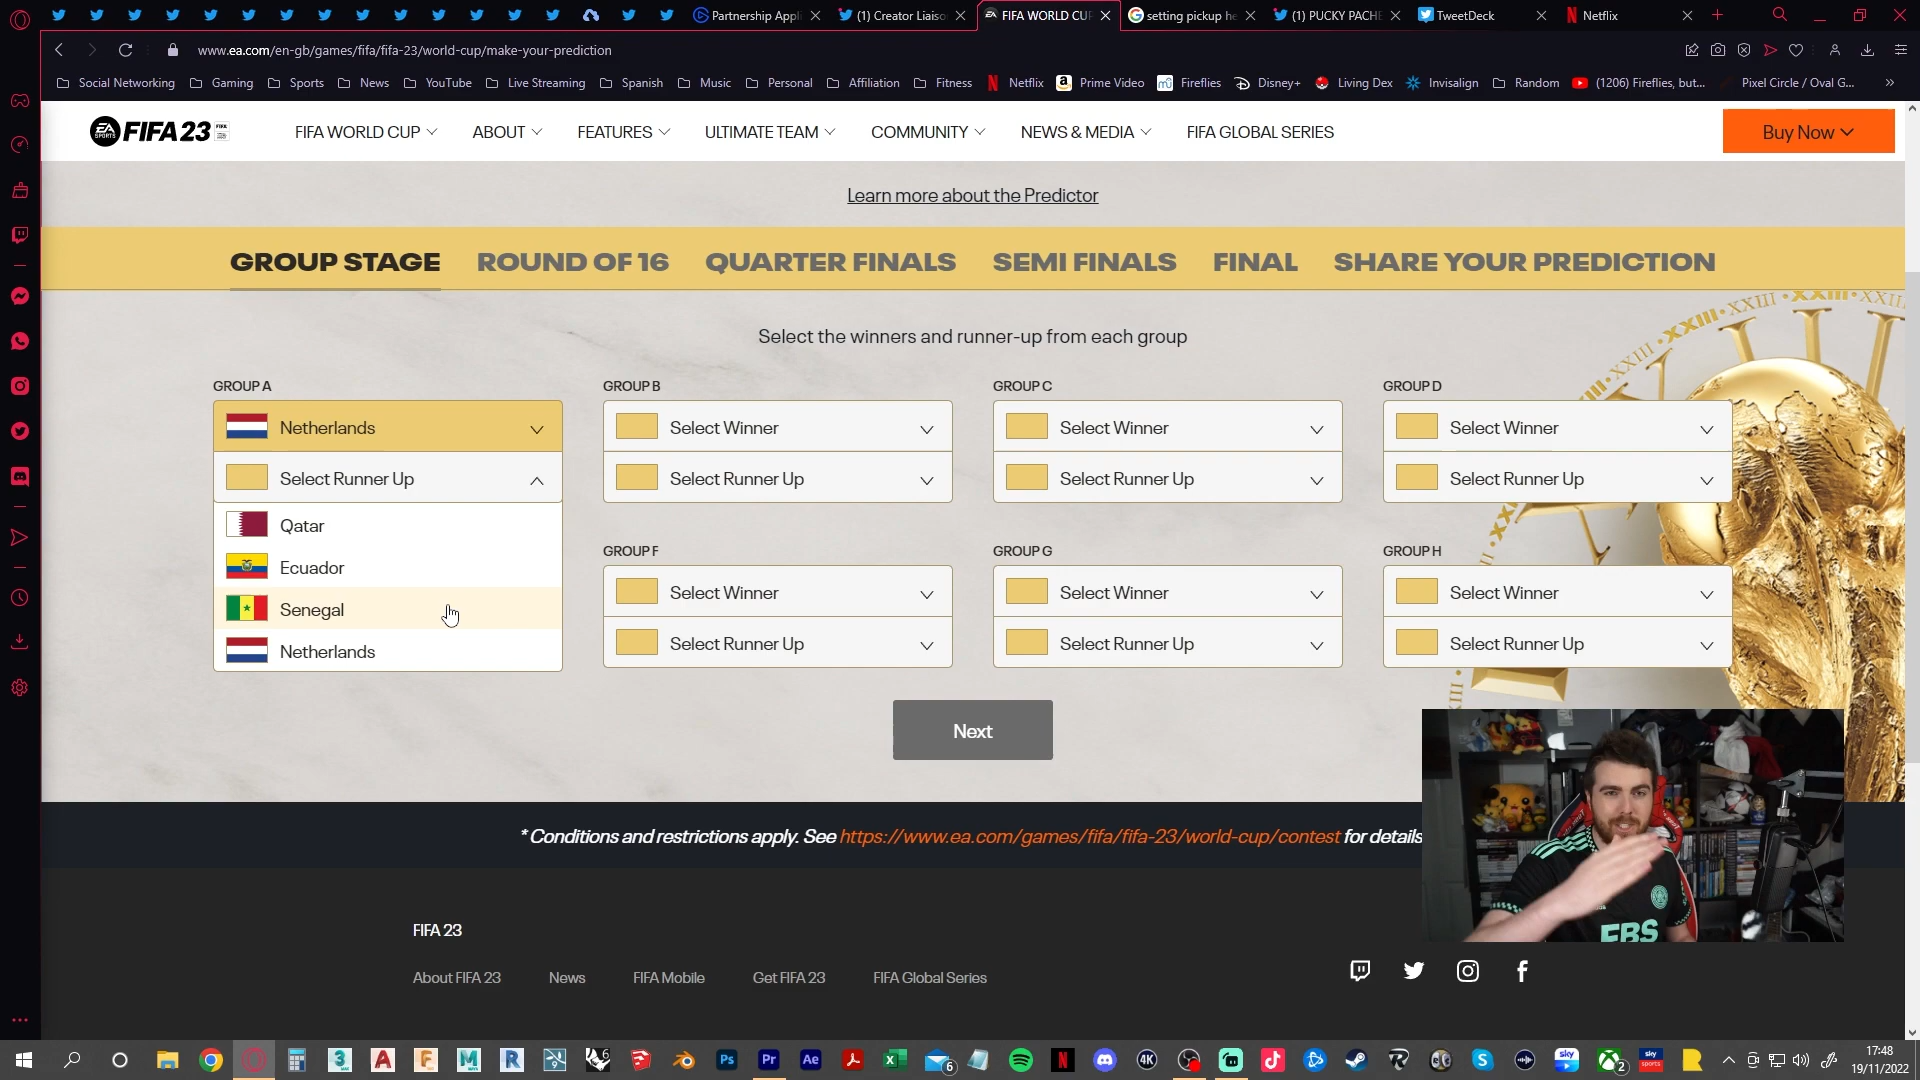 Partnership Appli
(1) Creator Liaiso
FIFA WORLD CUP
setting pickup he
(1) PUCKY PACHE
TweetDeck
Netflix
www.ea.com/en-gb/games/fifa/fifa-23/world-cup/make-your-prediction
Social Networking
Gaming
Sports
News
YouTube
Live Streaming
Spanish
Music
Personal
Affiliation
Fitness
Netflix
Prime Video
Fireflies
Disney+
Living Dex
Invisalign
Random
(1206) Fireflies, but...
Pixel Circle / Oval G...
EA SPORTS FIFA 23
FIFA WORLD CUP
ABOUT
FEATURES
ULTIMATE TEAM
COMMUNITY
NEWS & MEDIA
FIFA GLOBAL SERIES
Buy Now
Learn more about the Predictor
GROUP STAGE
ROUND OF 16
QUARTER FINALS
SEMI FINALS
FINAL
SHARE YOUR PREDICTION
Select the winners and runner-up from each group
GROUP A
Netherlands
Select Runner Up
Qatar
Ecuador
Senegal
Netherlands
GROUP B
Select Winner
Select Runner Up
GROUP C
Select Winner
Select Runner Up
GROUP D
Select Winner
Select Runner Up
GROUP F
Select Winner
Select Runner Up
GROUP G
Select Winner
Select Runner Up
GROUP H
Select Winner
Select Runner Up
Next
* Conditions and restrictions apply. See https://www.ea.com/games/fifa/fifa-23/world-cup/contest for details
FIFA 23
About FIFA 23
News
FIFA Mobile
Get FIFA 23
FIFA Global Series
17:48
19/11/2022